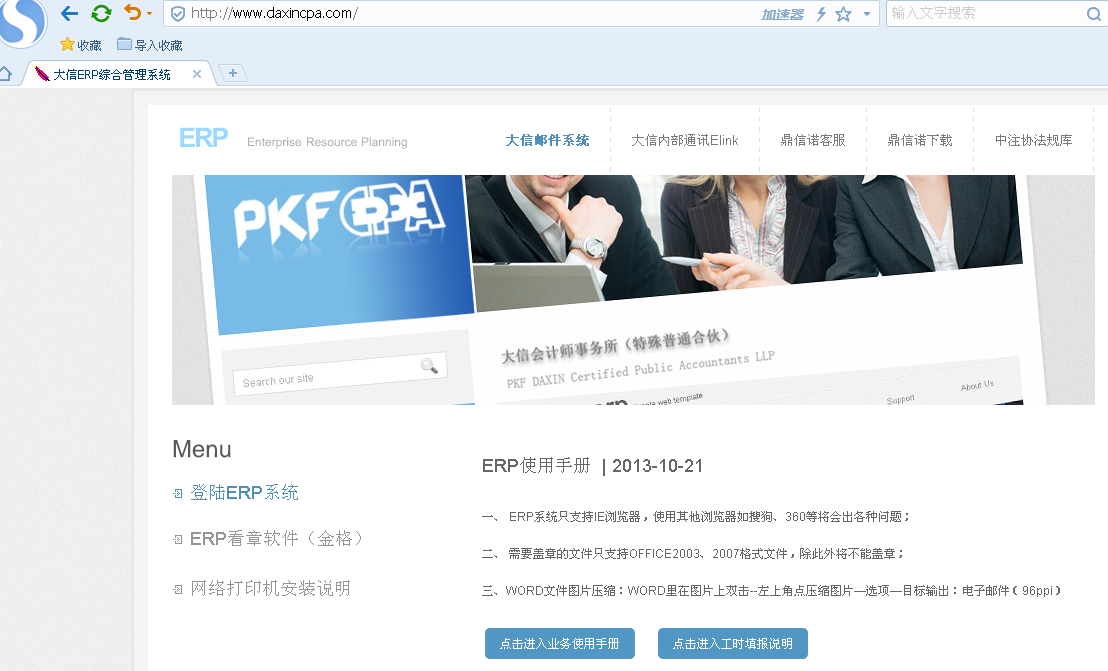 http://www.daxincpa.com/
加速器
输入文字搜索
收藏
导入收藏
大信ERP综合管理系统
ERP Enterprise Resource Planning
大信邮件系统
大信内部通讯Elink
鼎信诺客服
鼎信诺下载
中注协法规库
PKF DXA
大信会计师事务所（特殊普通合伙）
PKF DAXIN Certified Public Accountants LLP
Search our site
web template
Support
About Us
Menu
登陆ERP系统
ERP看章软件（金格）
网络打印机安装说明
ERP使用手册 | 2013-10-21
一、 ERP系统只支持IE浏览器，使用其他浏览器如搜狗、360等将会出各种问题；
二、 需要盖章的文件只支持OFFICE2003、2007格式文件，除此外将不能盖章；
三、WORD文件图片压缩：WORD里在图片上双击--左上角点压缩图片—选项—目标输出：电子邮件（96ppi）
点击进入业务使用手册
点击进入工时填报说明